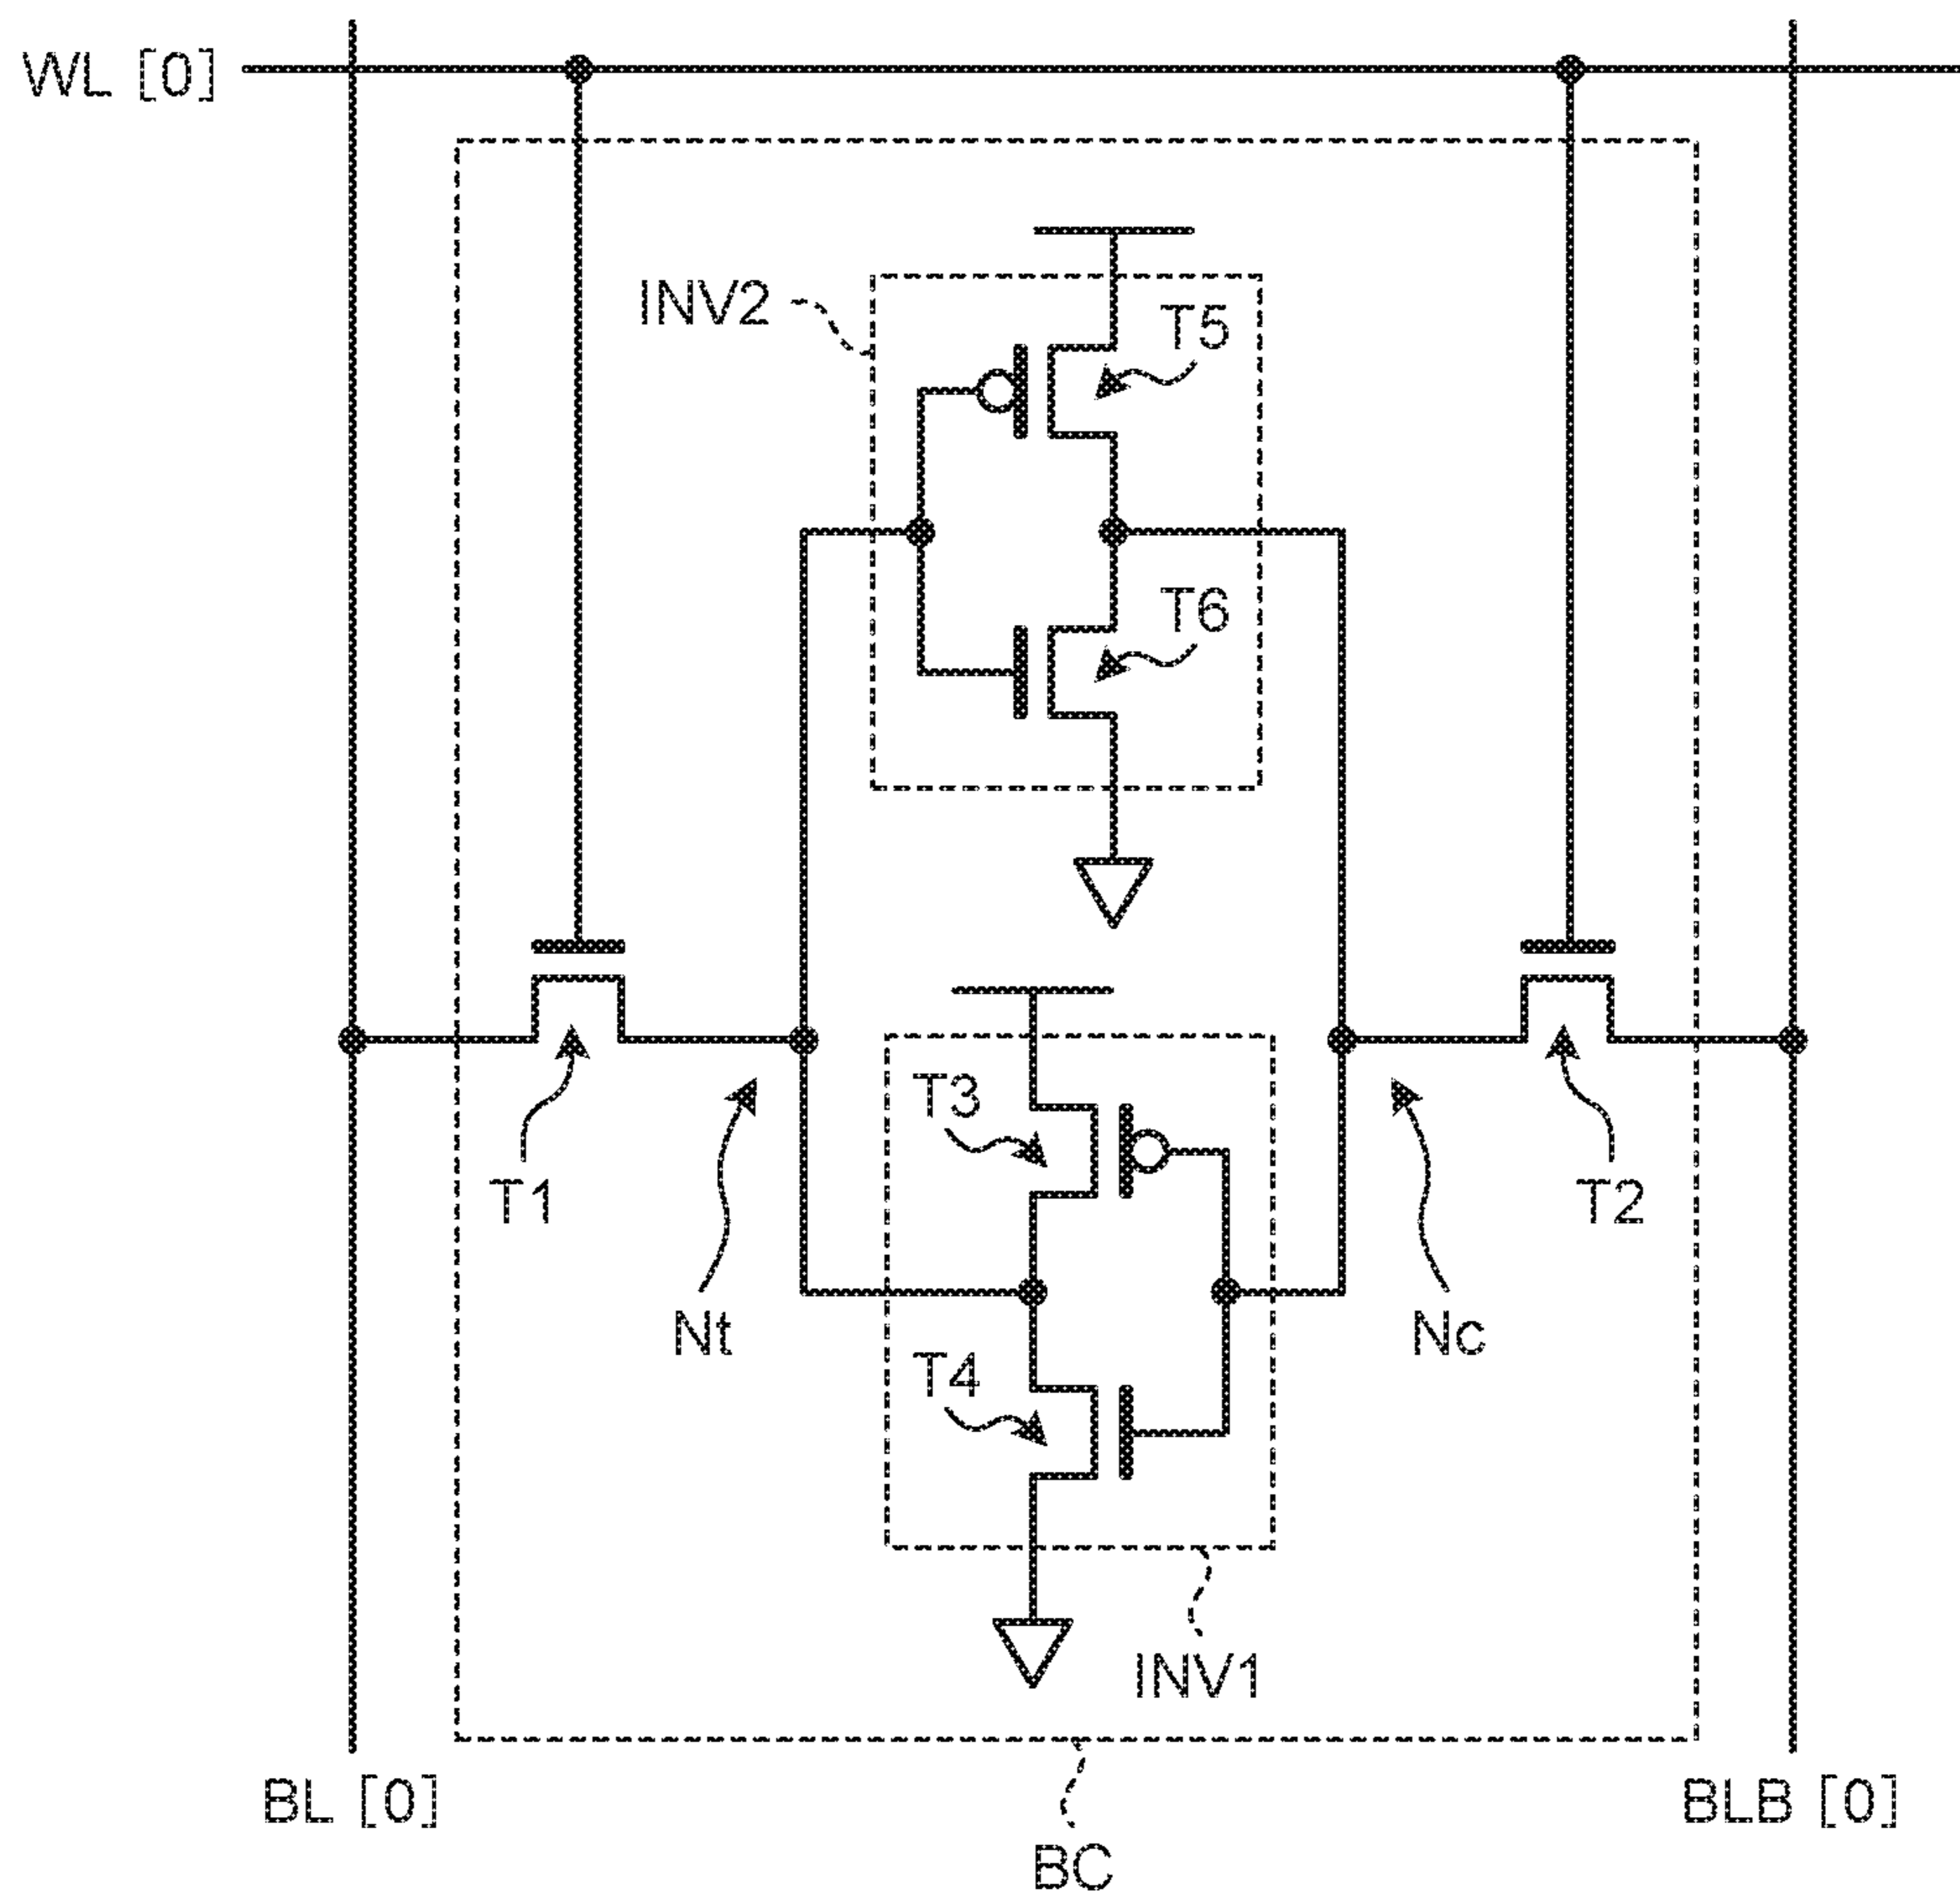 WL [0]
INV2
T5
T6
T3
T1
T2
Nt
Nc
T4
INV1
BL [0]
BLB [0]
BC